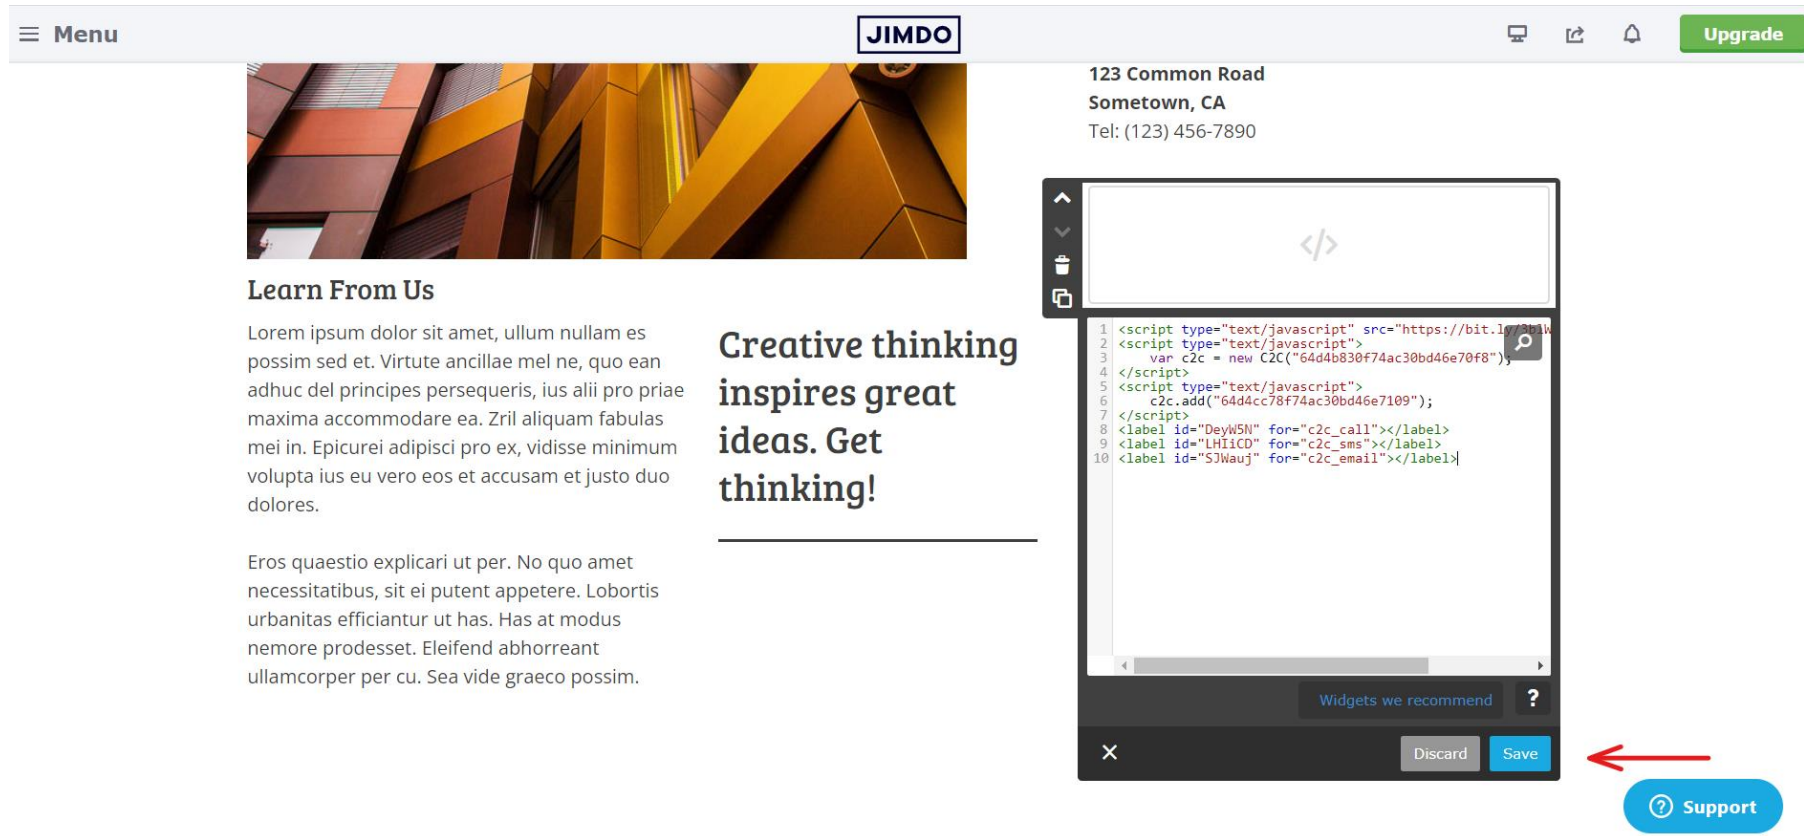 Menu
JIMDO
Upgrade
123 Common Road
Sometown, CA
Tel: (123) 456-7890
</>
Learn From Us
Lorem ipsum dolor sit amet, ullum nullam es
possim sed et. Virtute ancillae mel ne, quo ean
adhuc del principes persequeris, ius alii pro priae
maxima accommodare ea. Zril aliquam fabulas
mei in. Epicurei adipisci pro ex, vidisse minimum
volupta ius eu vero eos et accusam et justo duo
dolores.
Eros quaestio explicari ut per. No quo amet
necessitatibus, sit ei putent appetere. Lobortis
urbanitas efficiantur ut has. Has at modus
nemore prodesset. Eleifend abhorreant
ullamcorper per cu. Sea vide graeco possim.
Creative thinking
inspires great
ideas. Get
thinking!
1 <script type="text/javascript" src="https://bit.ly/
2 <script type="text/javascript">
3 var c2c = new C2C("64d4b830f74ac30bd46e70f8");
4 </script>
5 <script type="text/javascript">
6 c2c.add("64d4cc78f74ac30bd46e7109");
7 </script>
8 <label id="DeyW5N" for="c2c_call"></label>
9 <label id="LHIiCD" for="c2c_sms"></label>
10 <label id="SJWauj" for="c2c_email"></label>
Widgets we recommend ?
Discard Save
Support